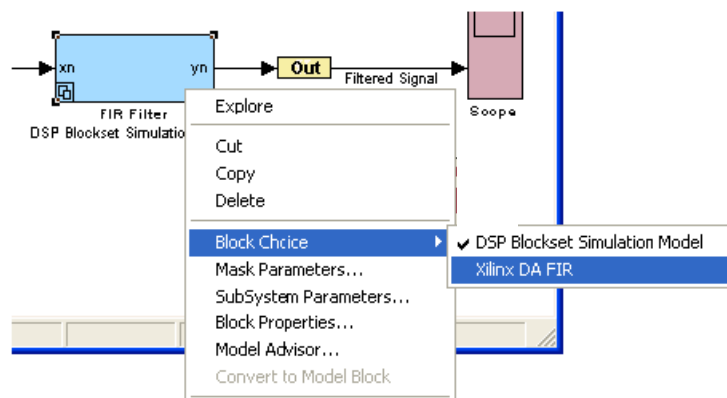 xn
yn
Out
Filtered Signal
FIR Filter
DSP Blockset Simulatio
Scope
Explore
Cut
Copy
Delete
Block Choice
✓ DSP Blockset Simulation Model
Xilinx DA FIR
Mask Parameters...
SubSystem Parameters...
Block Properties...
Model Advisor...
Convert to Model Block